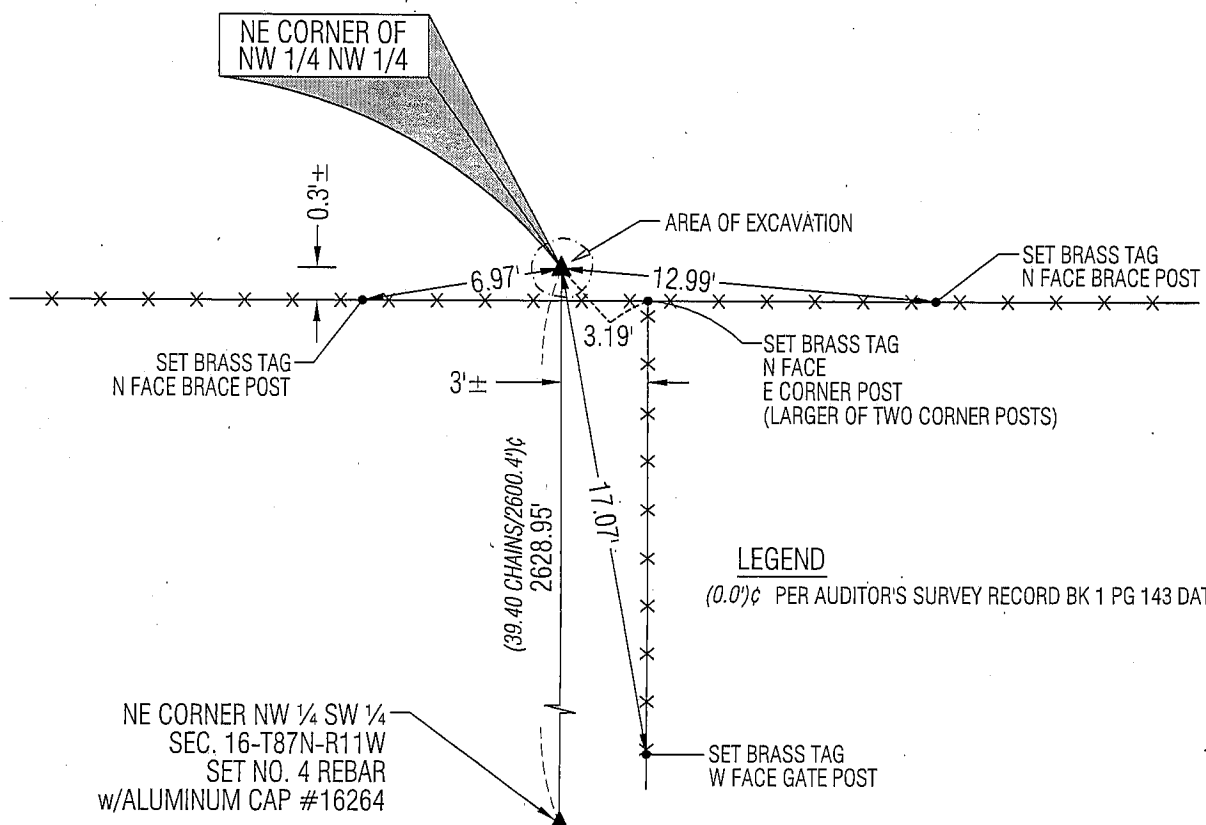 NE CORNER OF
NW 1/4 NW 1/4
0.3'±
AREA OF EXCAVATION
6.97'
12.99'
SET BRASS TAG
N FACE BRACE POST
3.19'
SET BRASS TAG
N FACE BRACE POST
SET BRASS TAG
N FACE
E CORNER POST
(LARGER OF TWO CORNER POSTS)
3'±
(39.40 CHAINS/2600.4')¢
2628.95'
17.07'
LEGEND
(0.0')¢ PER AUDITOR'S SURVEY RECORD BK 1 PG 143 DAT
NE CORNER NW ¼ SW ¼
SEC. 16-T87N-R11W
SET NO. 4 REBAR
w/ALUMINUM CAP #16264
SET BRASS TAG
W FACE GATE POST